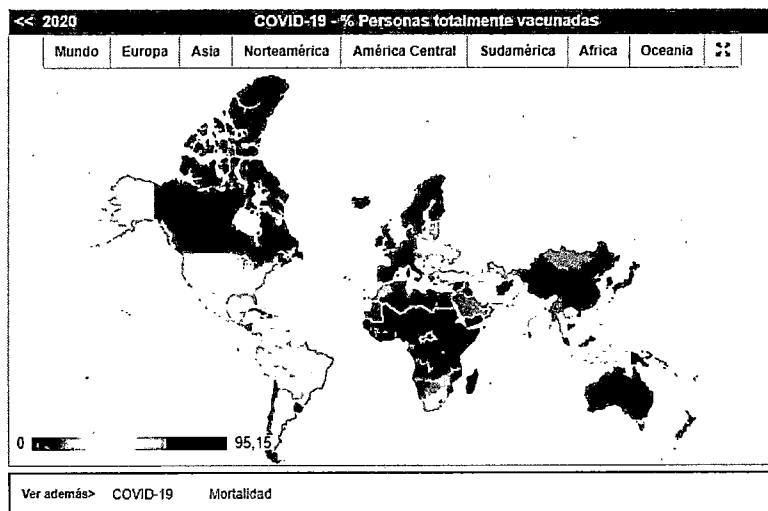 << 2020 COVID-19 - % Personas totalmente vacunadas
Mundo Europa Asia Norteamérica América Central Sudamérica Africa Oceania
0 95,15
Ver además> COVID-19 Mortalidad